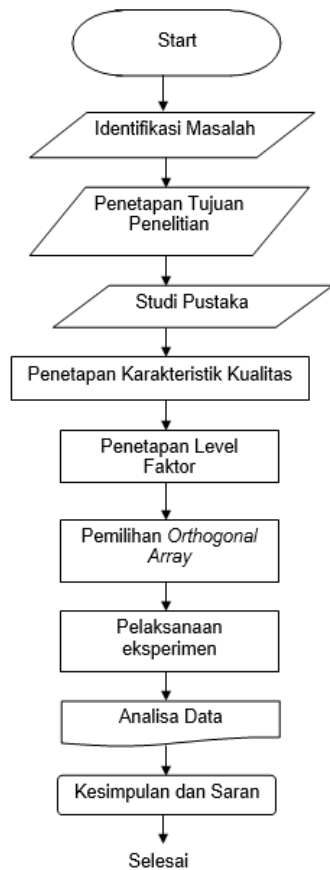 Start
Identifikasi Masalah
Penetapan Tujuan
Penelitian
Studi Pustaka
Penetapan Karakteristik Kualitas
Penetapan Level
Faktor
Pemilihan Orthogonal
Array
Pelaksanaan
eksperimen
Analisa Data
Kesimpulan dan Saran
Selesai